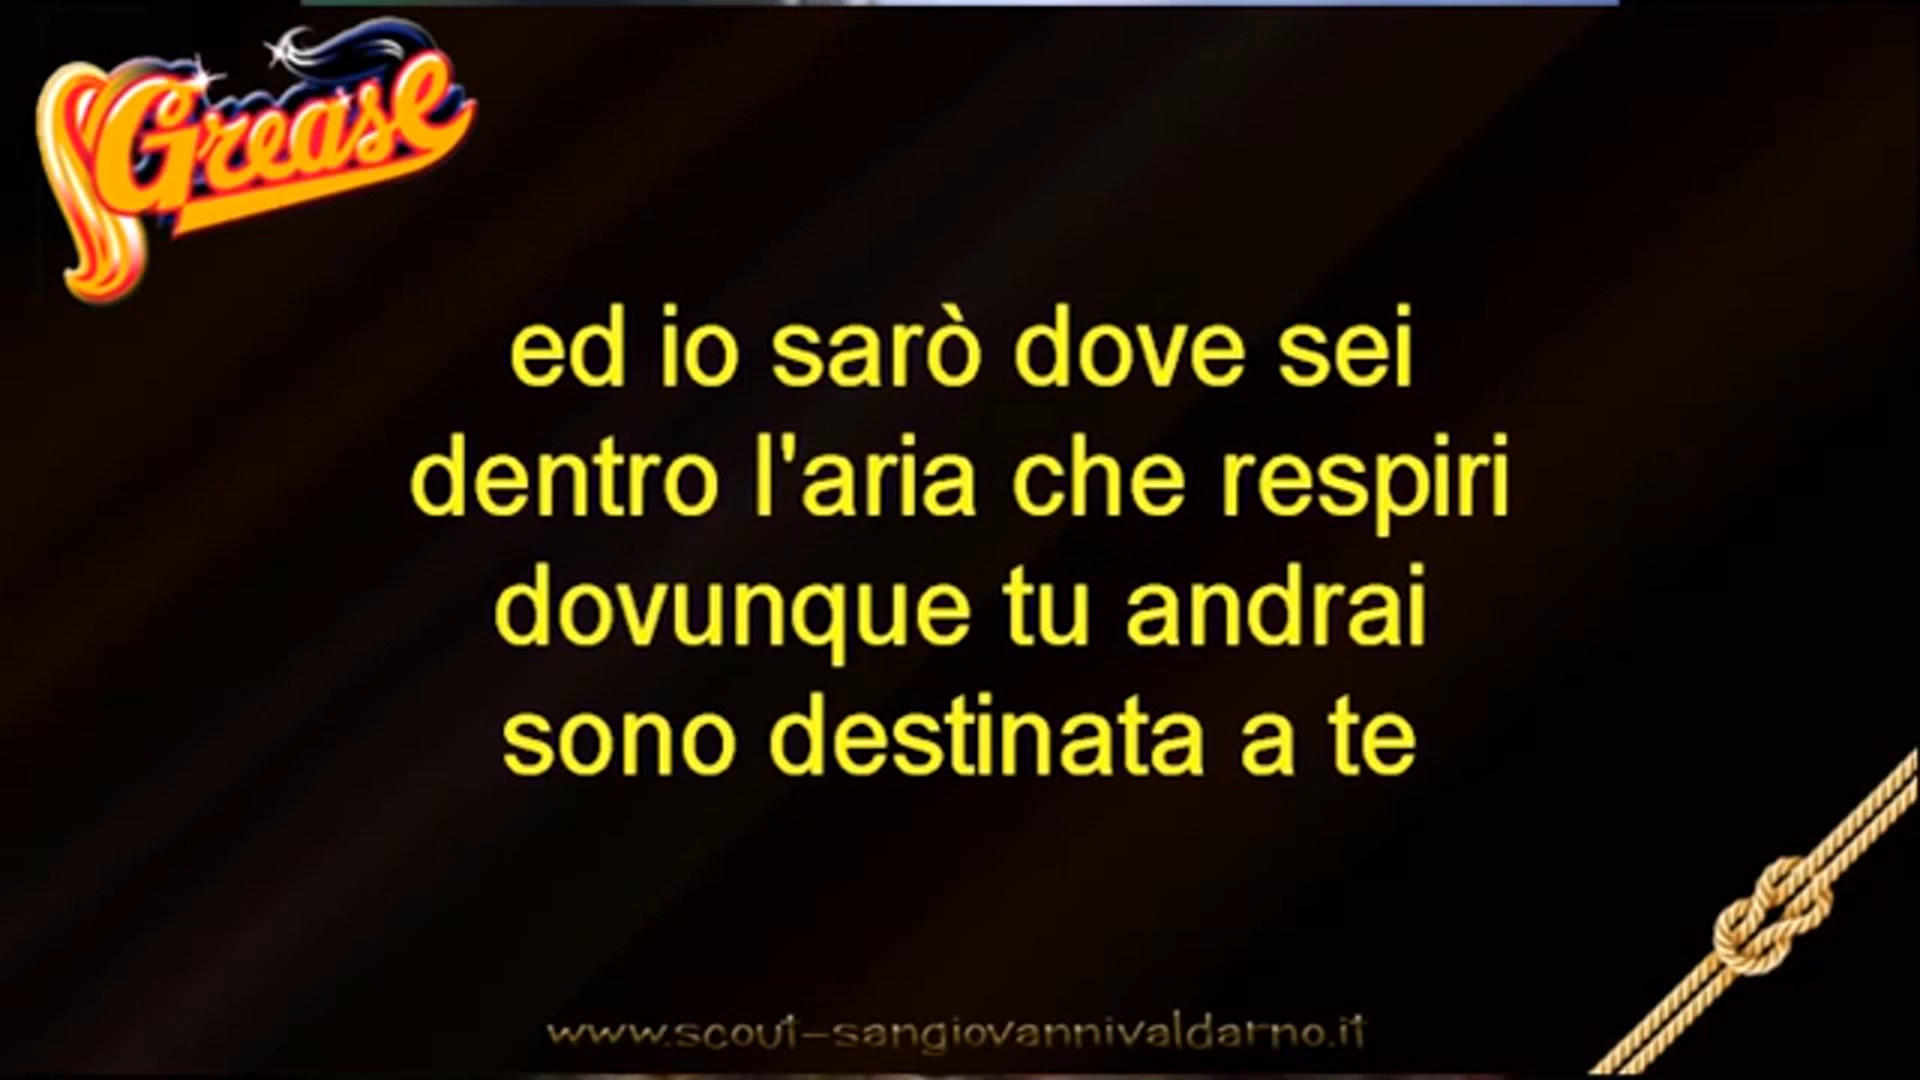 Grease
ed io sarò dove sei
dentro l'aria che respiri
dovunque tu andrai
sono destinata a te
www.scout-sangiovannivaldarno.it